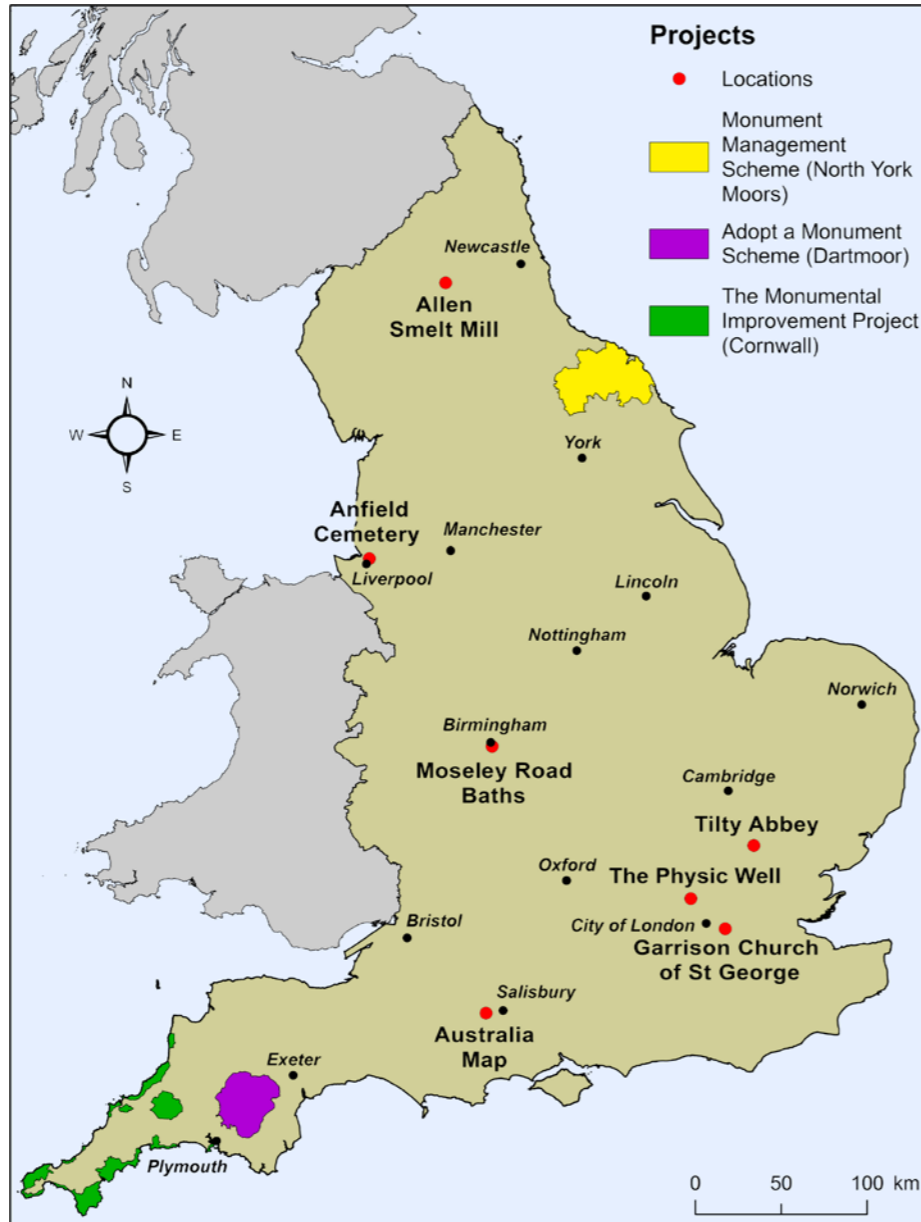 Projects
Locations
Monument
Management
Scheme (North York
Moors)
Adopt a Monument
Scheme (Dartmoor)
The Monumental
Improvement Project
(Cornwall)
Newcastle
Allen
Smelt Mill
N
W
E
S
York
Anfield
Cemetery
Manchester
Liverpool
Lincoln
Nottingham
Norwich
Birmingham
Moseley Road
Baths
Cambridge
Tilty Abbey
Oxford
The Physic Well
City of London
Bristol
Garrison Church
of St George
Salisbury
Australia
Map
Exeter
Plymouth
0 100 km